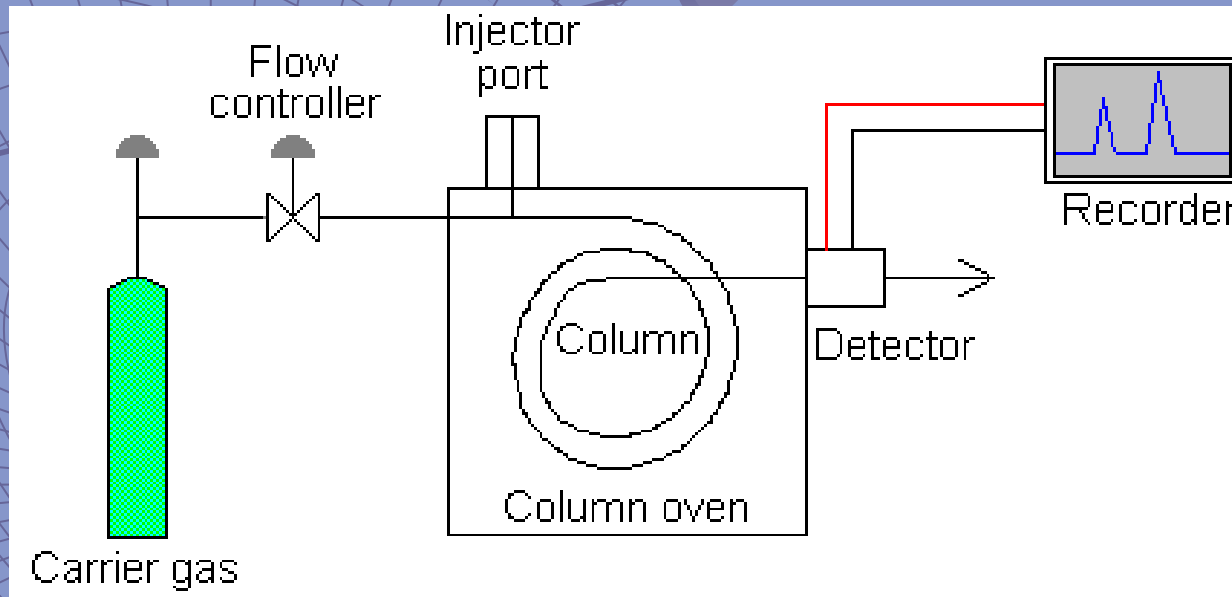 Injector
port
Flow
controller
Recorder
Column
Detector
Column oven
Carrier gas